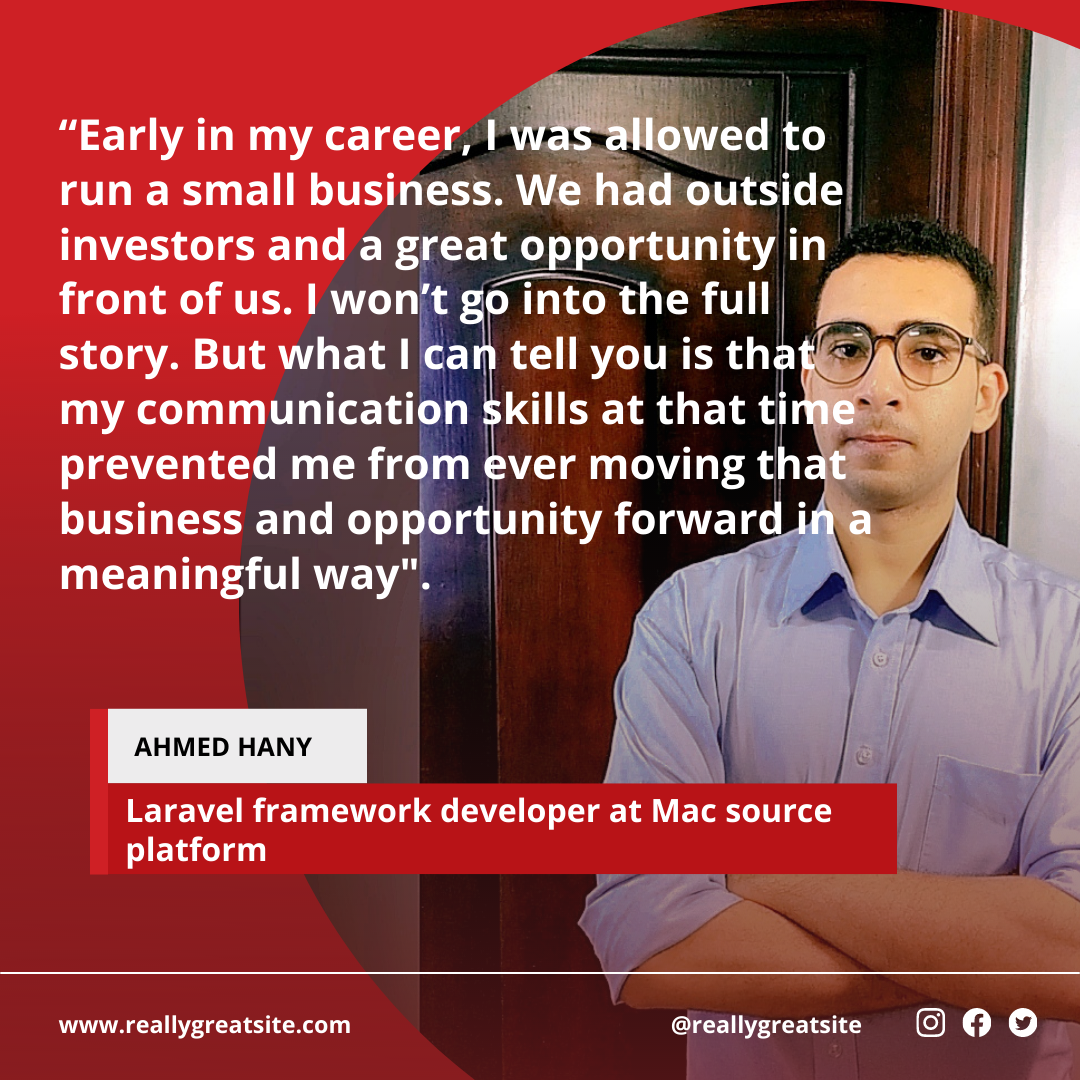 “Early in my career, I was allowed to
run a small business. We had outside
investors and a great opportunity in
front of us. I won’t go into the full
story. But what I can tell you is that
my communication skills at that time
prevented me from ever moving that
business and opportunity forward in a
meaningful way".
AHMED HANY
Laravel framework developer at Mac source
platform
www.reallygreatsite.com
@reallygreatsite